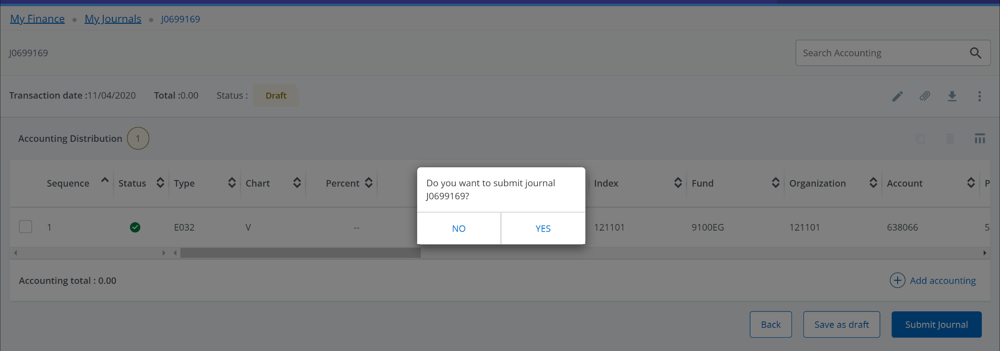 My Finance • My Journals • J0699169
J0699169
Search Accounting
Transaction date :11/04/2020 Total :0.00 Status : Draft
Accounting Distribution 1
Sequence Status Type Chart Percent Index Fund Organization Account P
Do you want to submit journal
J0699169?
1 E032 V -- 121101 9100EG 121101 638066 5
NO YES
Accounting total : 0.00
Add accounting
Back Save as draft Submit Journal